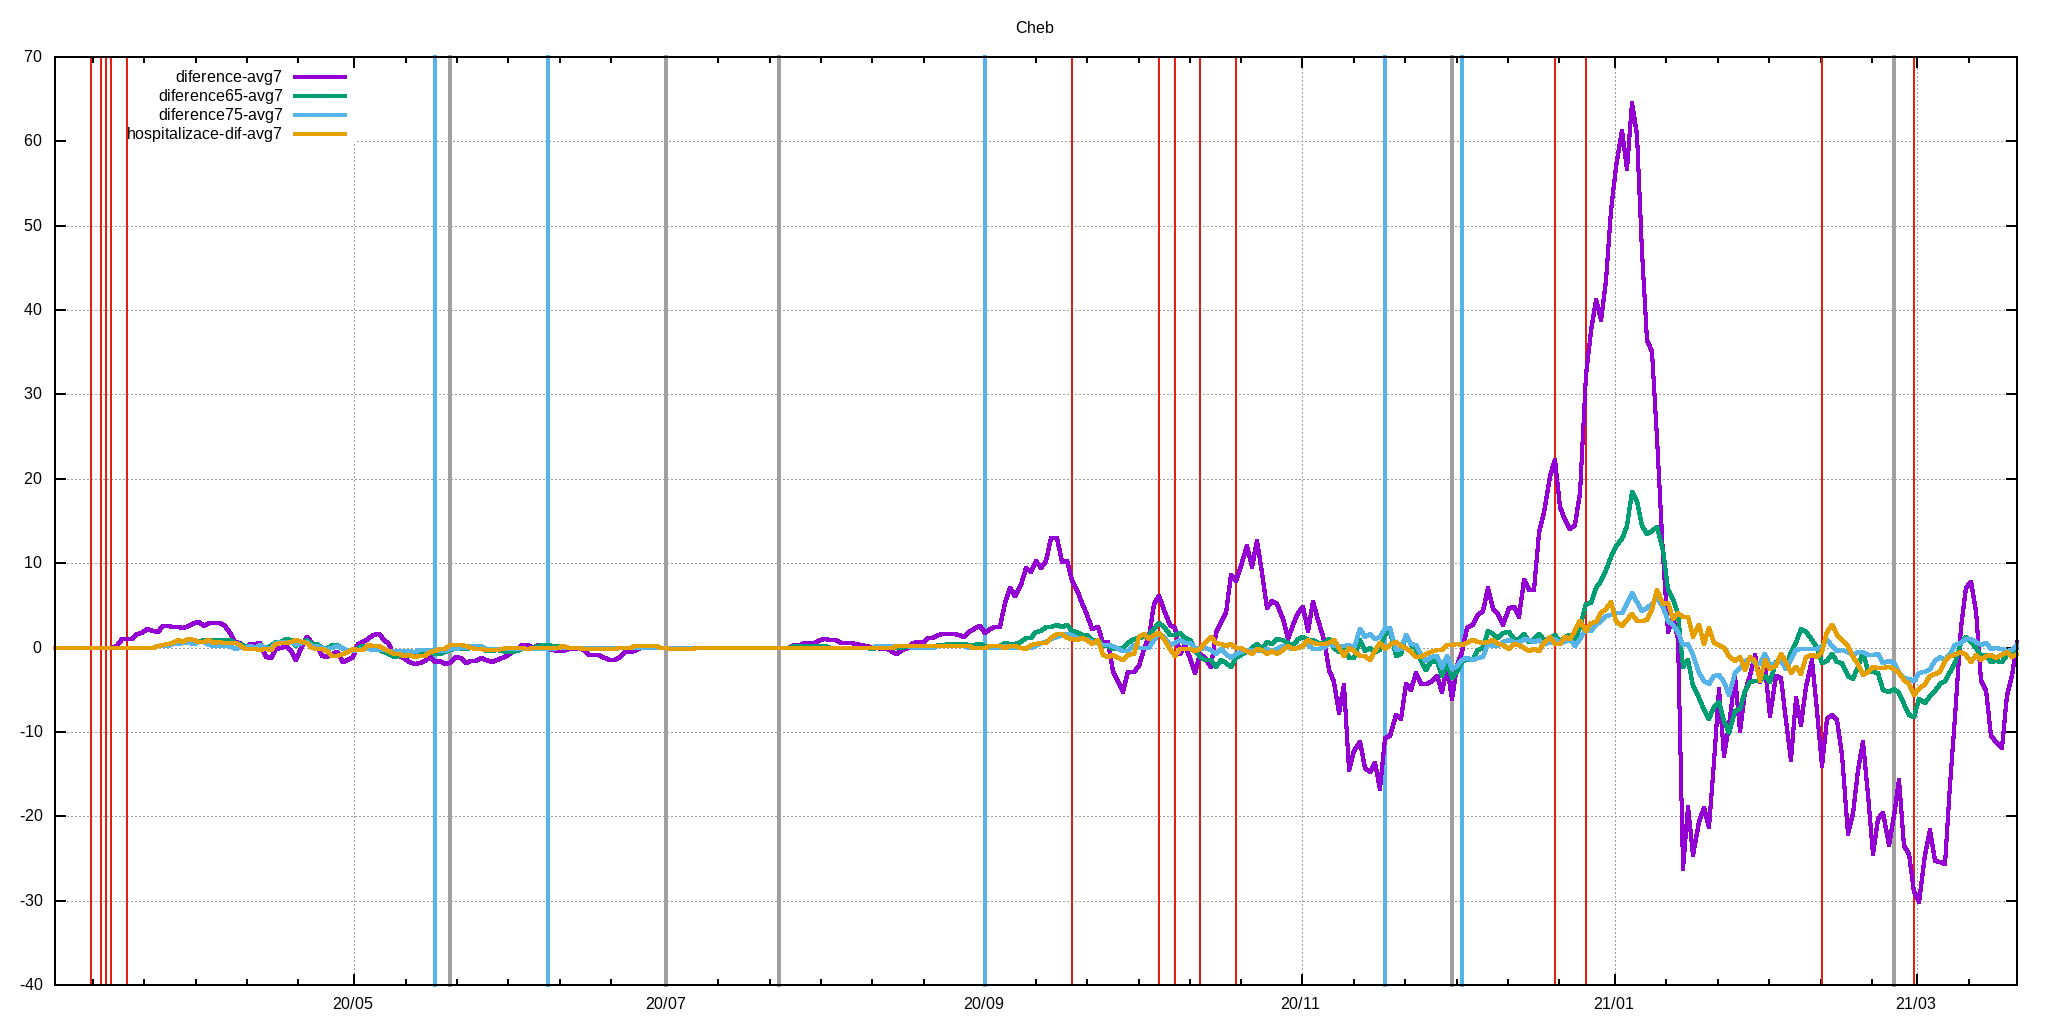 Cheb
diference-avg7
diference65-avg7
diference75-avg7
hospitalizace-dif-avg7
70
60
50
40
30
20
10
0
-10
-20
-30
-40
20/05 20/07 20/09 20/11 21/01 21/03